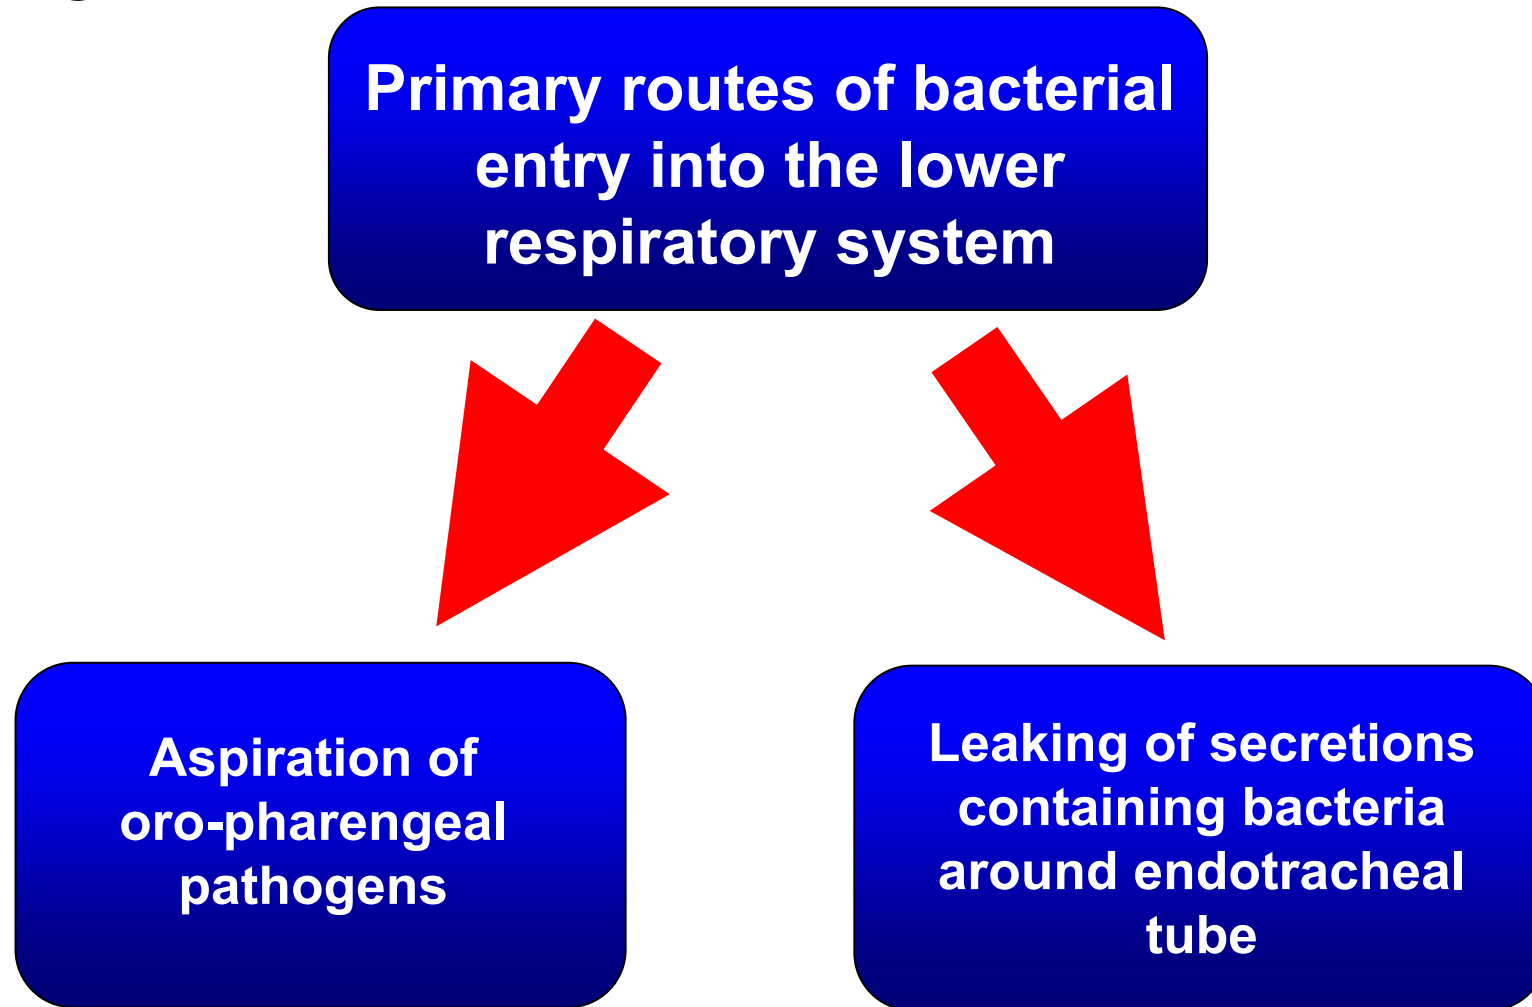 Primary routes of bacterial
entry into the lower
respiratory system
Aspiration of
oro-pharengeal
pathogens
Leaking of secretions
containing bacteria
around endotracheal
tube